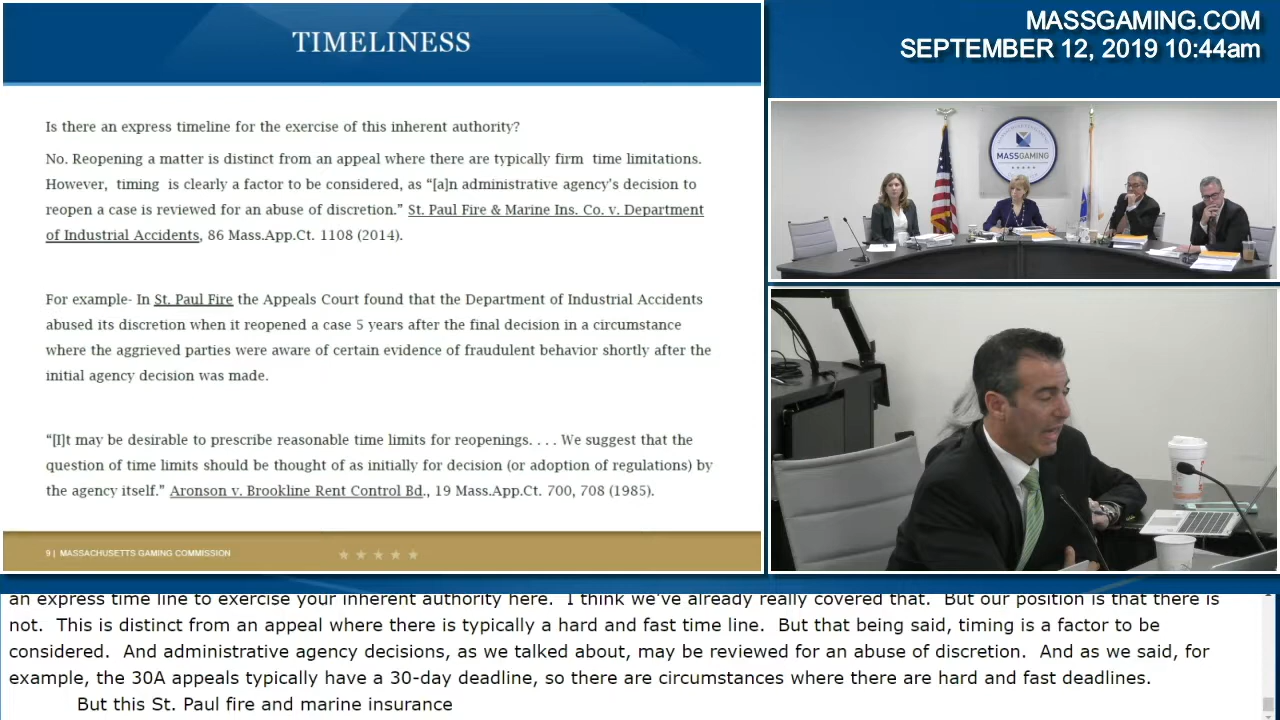 TIMELINESS
Is there an express timeline for the exercise of this inherent authority?
No. Reopening a matter is distinct from an appeal where there are typically firm time limitations.
However, timing is clearly a factor to be considered, as “[a]n administrative agency’s decision to
reopen a case is reviewed for an abuse of discretion.” St. Paul Fire & Marine Ins. Co. v. Department
of Industrial Accidents, 86 Mass.App.Ct. 1108 (2014).
For example- In St. Paul Fire the Appeals Court found that the Department of Industrial Accidents
abused its discretion when it reopened a case 5 years after the final decision in a circumstance
where the aggrieved parties were aware of certain evidence of fraudulent behavior shortly after the
initial agency decision was made.
“[I]t may be desirable to prescribe reasonable time limits for reopenings. . . . We suggest that the
question of time limits should be thought of as initially for decision (or adoption of regulations) by
the agency itself.” Aronson v. Brookline Rent Control Bd., 19 Mass.App.Ct. 700, 708 (1985).
9 | MASSACHUSETTS GAMING COMMISSION
MASSGAMING.COM
SEPTEMBER 12, 2019 10:44am
MASSGAMING
an express time line to exercise your inherent authority here. I think we've already really covered that. But our position is that there is
not. This is distinct from an appeal where there is typically a hard and fast time line. But that being said, timing is a factor to be
considered. And administrative agency decisions, as we talked about, may be reviewed for an abuse of discretion. And as we said, for
example, the 30A appeals typically have a 30-day deadline, so there are circumstances where there are hard and fast deadlines.
But this St. Paul fire and marine insurance